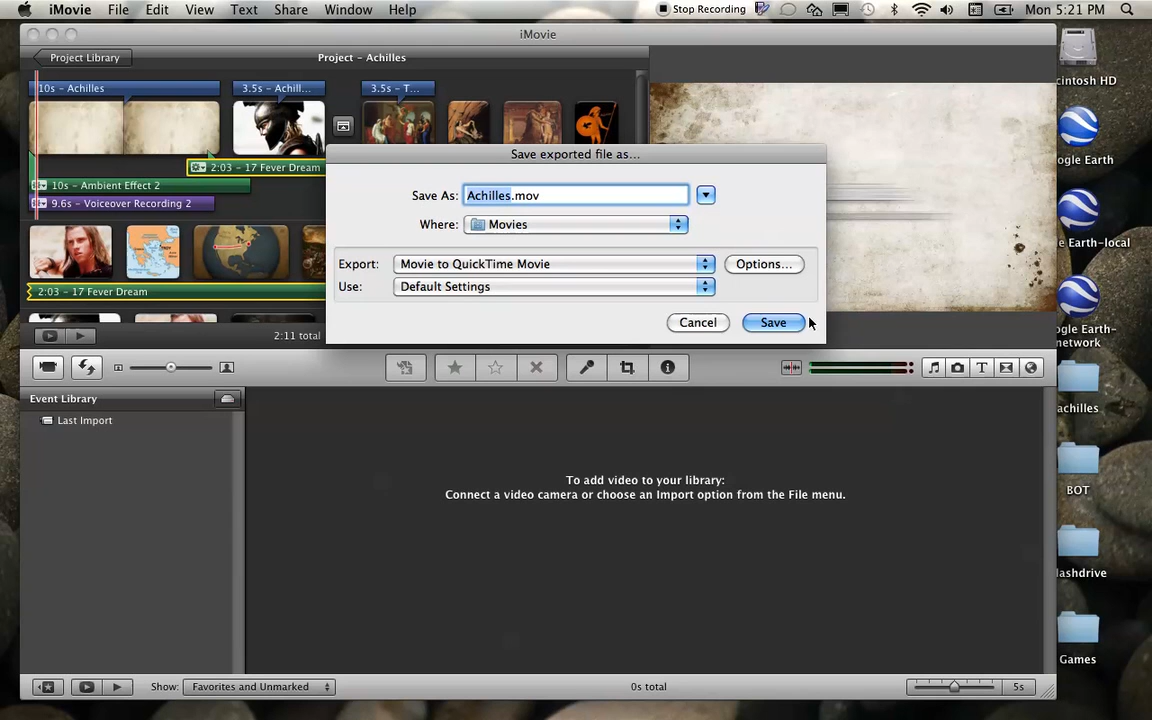 iMovie File Edit View Text Share Window Help Stop Recording Mon 5:21 PM
iMovie
Project Library Project – Achilles
10s – Achilles 3.5s – Achill... 3.5s – T...
2:03 – 17 Fever Dream
10s – Ambient Effect 2
9.6s – Voiceover Recording 2
2:03 – 17 Fever Dream
2:11 total
Save exported file as...
Save As: Achilles.mov
Where: Movies
Export: Movie to QuickTime Movie Options...
Use: Default Settings
Cancel Save
Event Library
Last Import
To add video to your library:
Connect a video camera or choose an Import option from the File menu.
Show: Favorites and Unmarked 0s total 5s
cintosh HD
ogle Earth
le Earth-local
ogle Earth-
network
achilles
BOT
lashdrive
Games